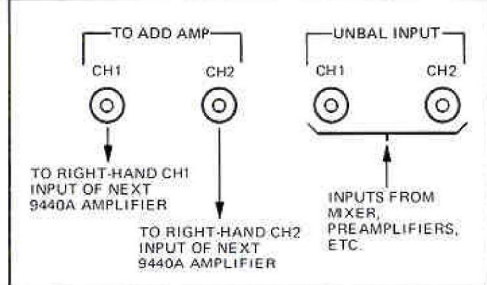 TO ADD AMP
UNBAL INPUT
CH1
CH2
CH1
CH2
TO RIGHT-HAND CH1
INPUT OF NEXT
9440A AMPLIFIER
TO RIGHT-HAND CH2
INPUT OF NEXT
9440A AMPLIFIER
INPUTS FROM
MIXER,
PREAMPLIFIERS,
ETC.